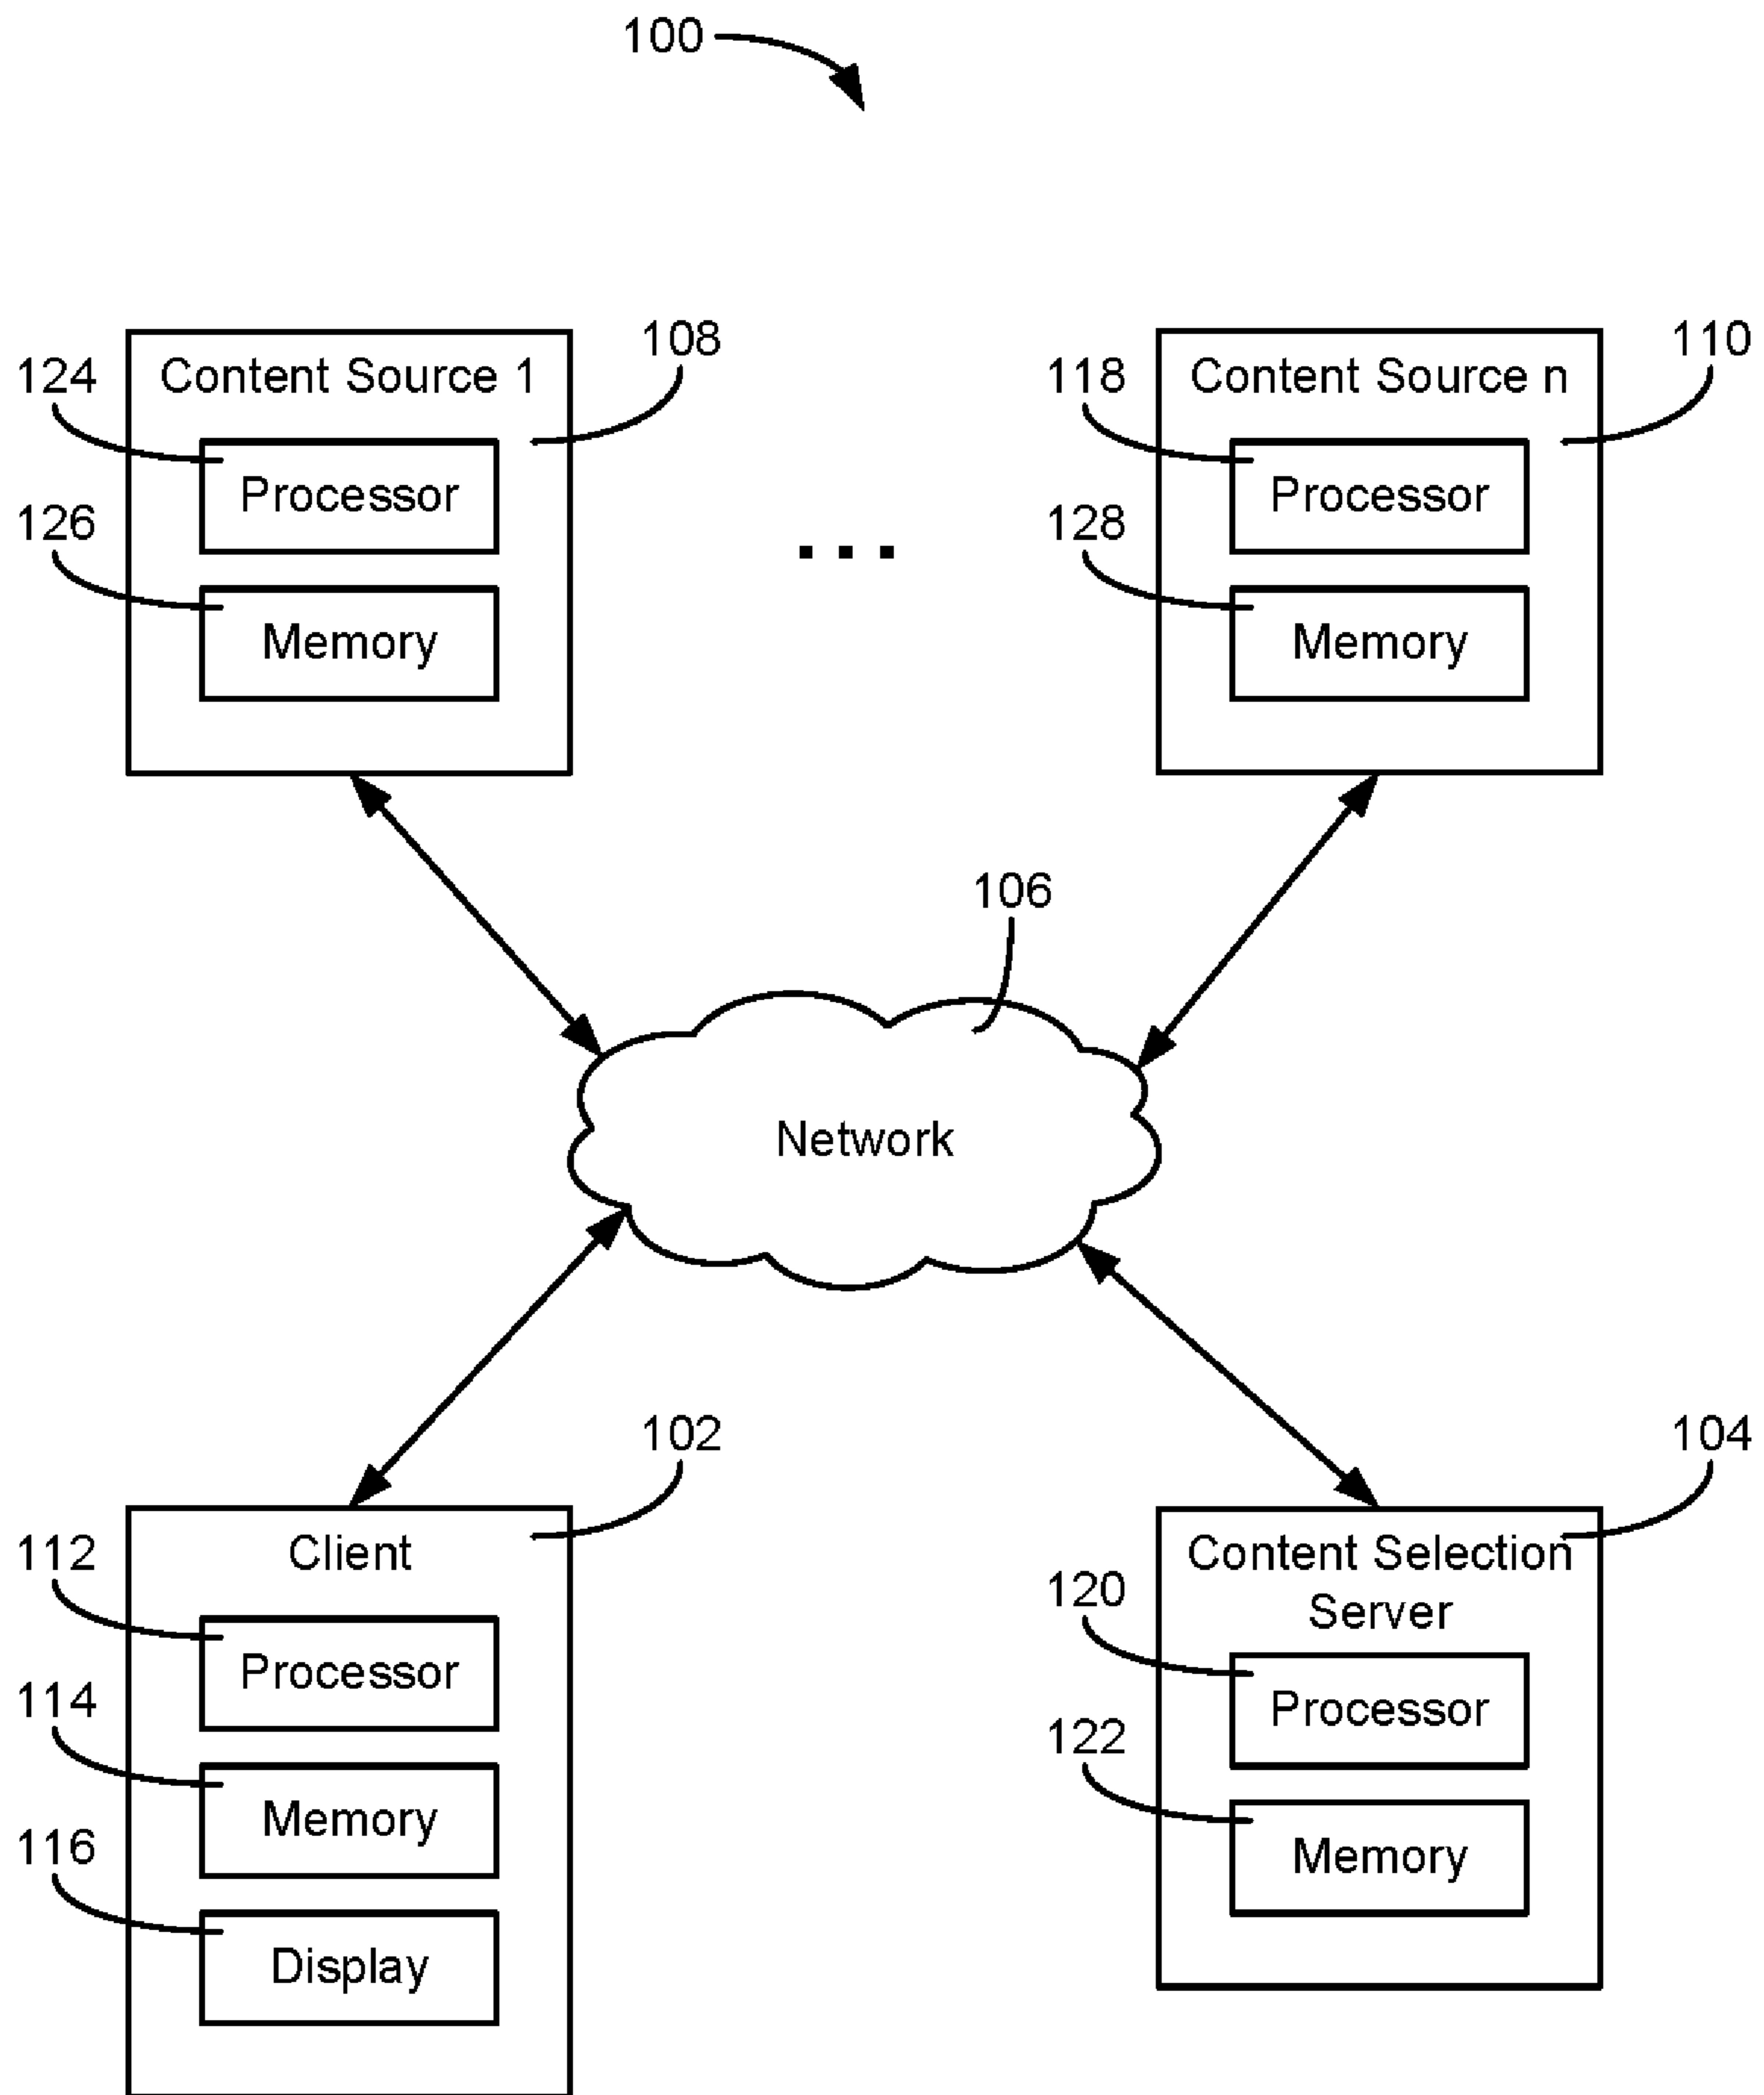 100
108
110
124
Content Source 1
118
Content Source n
Processor
Processor
126
128
Memory
Memory
...
106
Network
102
104
112
Client
Content Selection
Server
120
Processor
Processor
114
122
Memory
Memory
116
Display